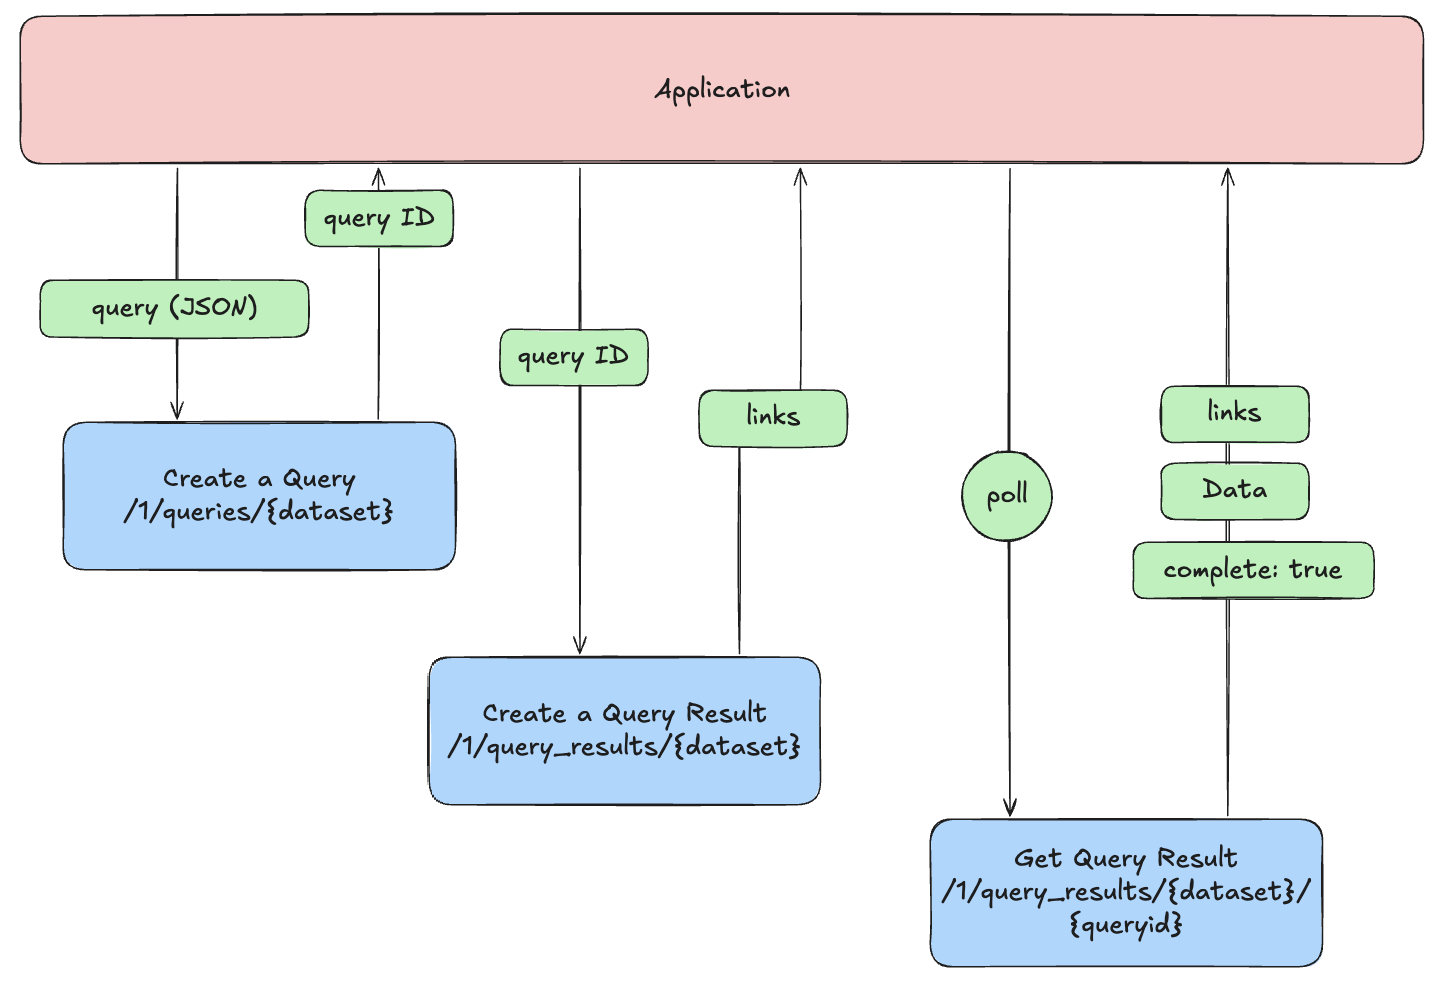 Application
query (JSON)
query ID
query ID
links
poll
links
Data
complete: true
Create a Query
/1/queries/{dataset}
Create a Query Result
/1/query_results/{dataset}
Get Query Result
/1/query_results/{dataset}/
{queryid}